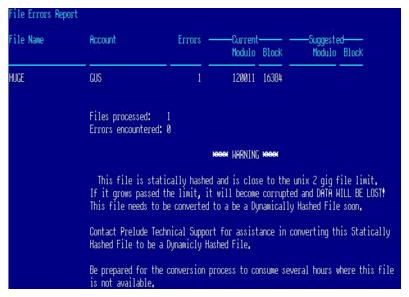 File Errors Report
File Name Account Errors Current Suggested
Modulo Block Modulo Block
HUGE GUS 1 120011 16384
Files processed: 1
Errors encountered: 0
**** WARNING ****
This file is statically hashed and is close to the unix 2 gig file limit.
If it grows passed the limit, it will become corrupted and DATA WILL BE LOST!
This file needs to be converted to a be a Dynamically Hashed File soon.
Contact Prelude Technical Support for assistance in converting this Statically
Hashed File to be a Dynamicly Hashed File.
Be prepared for the conversion process to consume several hours where this file
is not available.